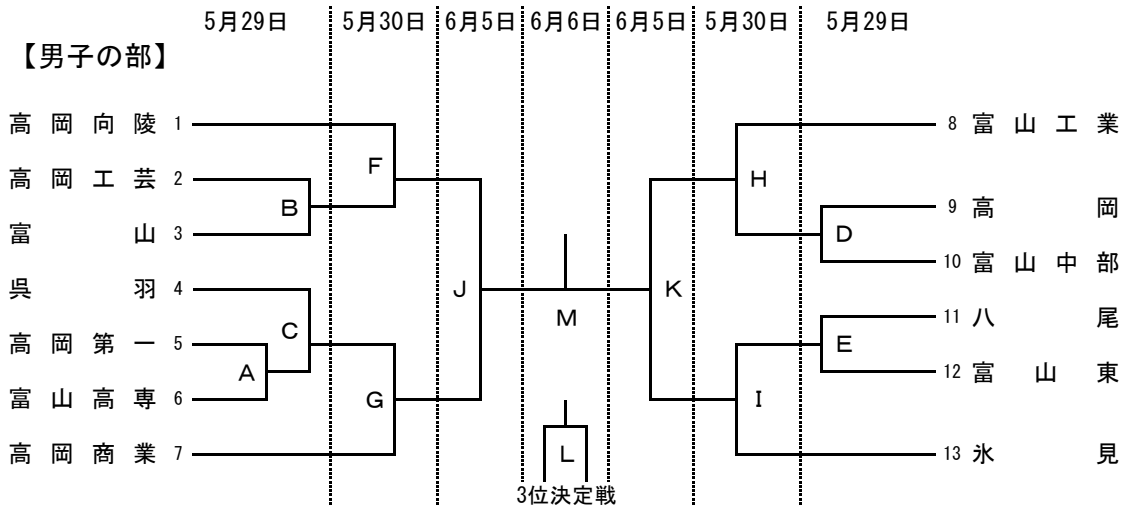 5月29日 5月30日 6月5日 6月6日 6月5日 5月30日 5月29日
【男子の部】
高岡向陵 1
8 富山工業
F
H
高岡工芸 2
B
9 高岡
富山 3
D
10 富山中部
呉羽 4
J
K
M
11 八尾
C
E
高岡第一 5
A
12 富山東
富山高専 6
G
I
高岡商業 7
L
13 氷見
3位決定戦